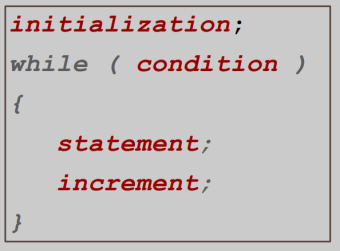 initialization;
while ( condition )
{
statement;
increment;
}